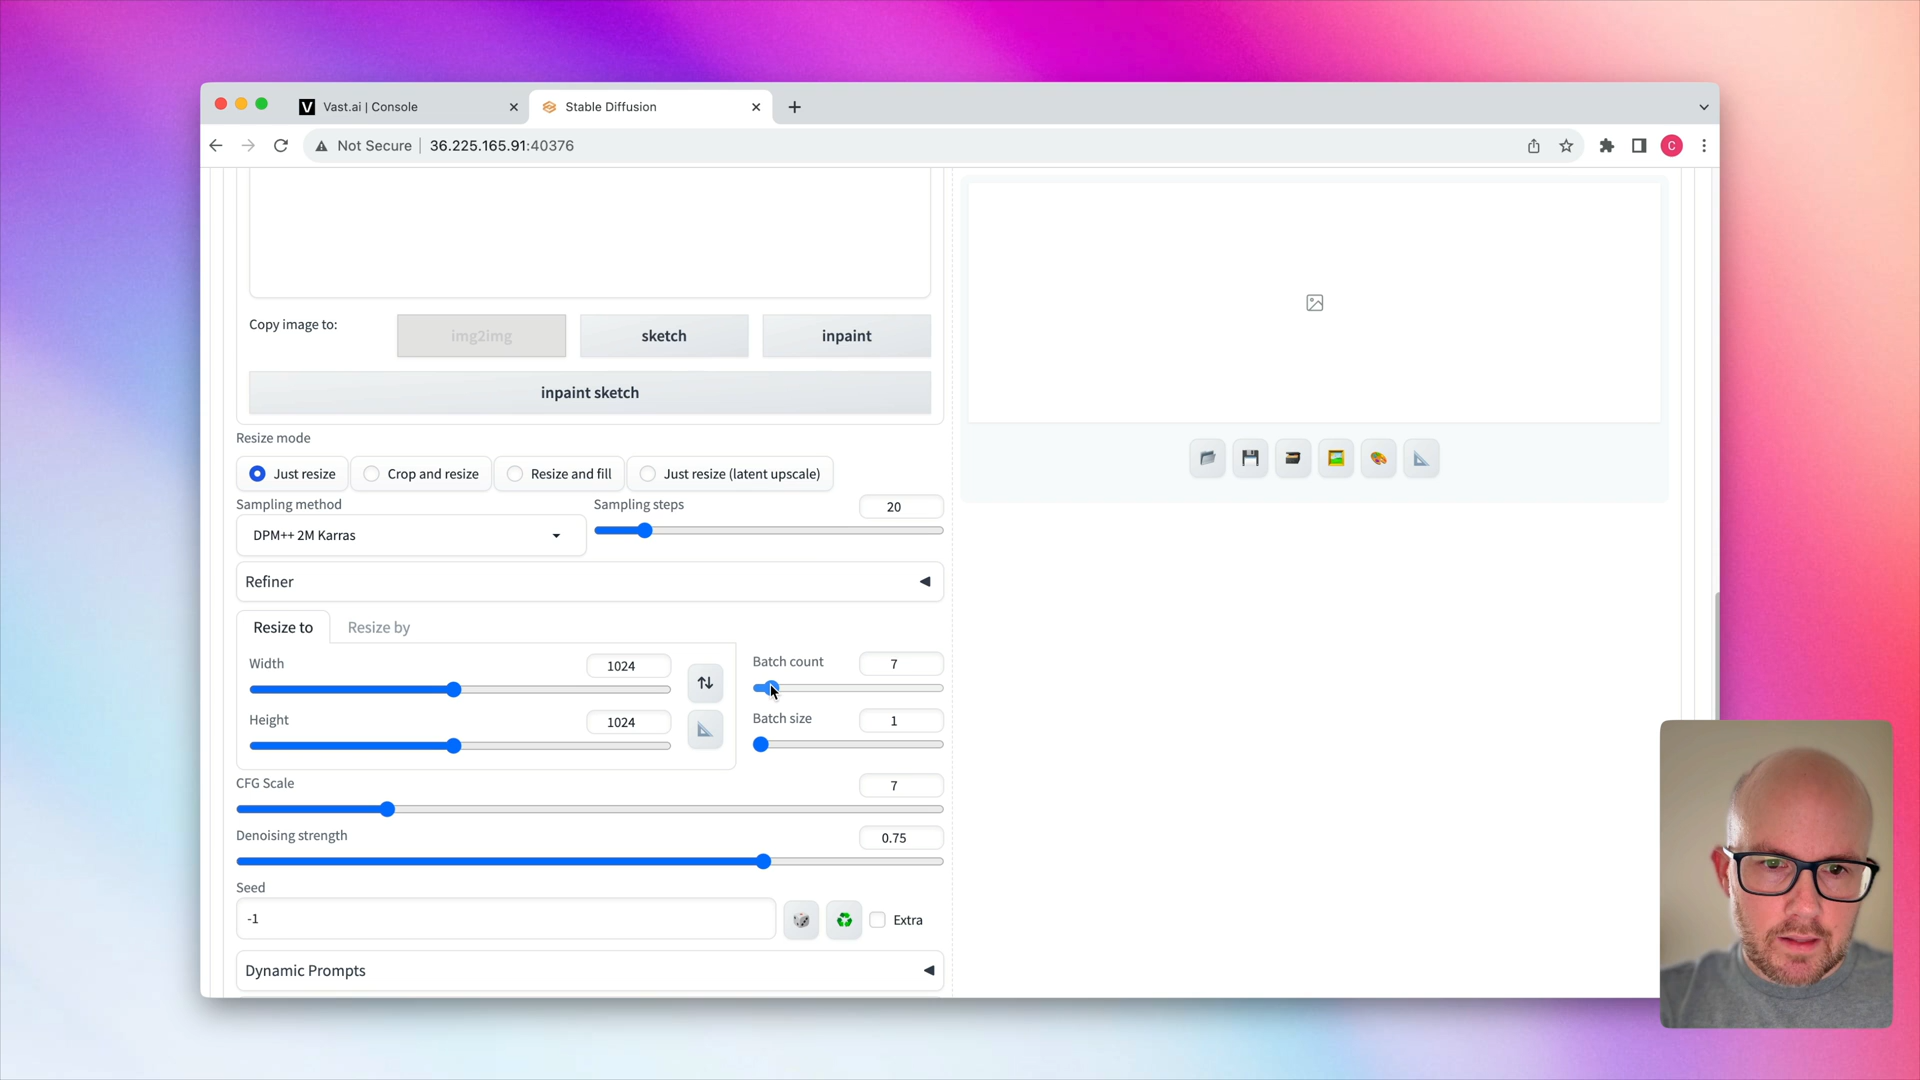 Vast.ai | Console
Stable Diffusion
Not Secure
36.225.165.91:40376
C
Copy image to:
img2img
sketch
inpaint
inpaint sketch
Resize mode
Just resize
Crop and resize
Resize and fill
Just resize (latent upscale)
Sampling method
Sampling steps
20
DPM++ 2M Karras
Refiner
Resize to
Resize by
Width
1024
Batch count
7
Height
1024
Batch size
1
CFG Scale
7
Denoising strength
0.75
Seed
-1
Extra
Dynamic Prompts